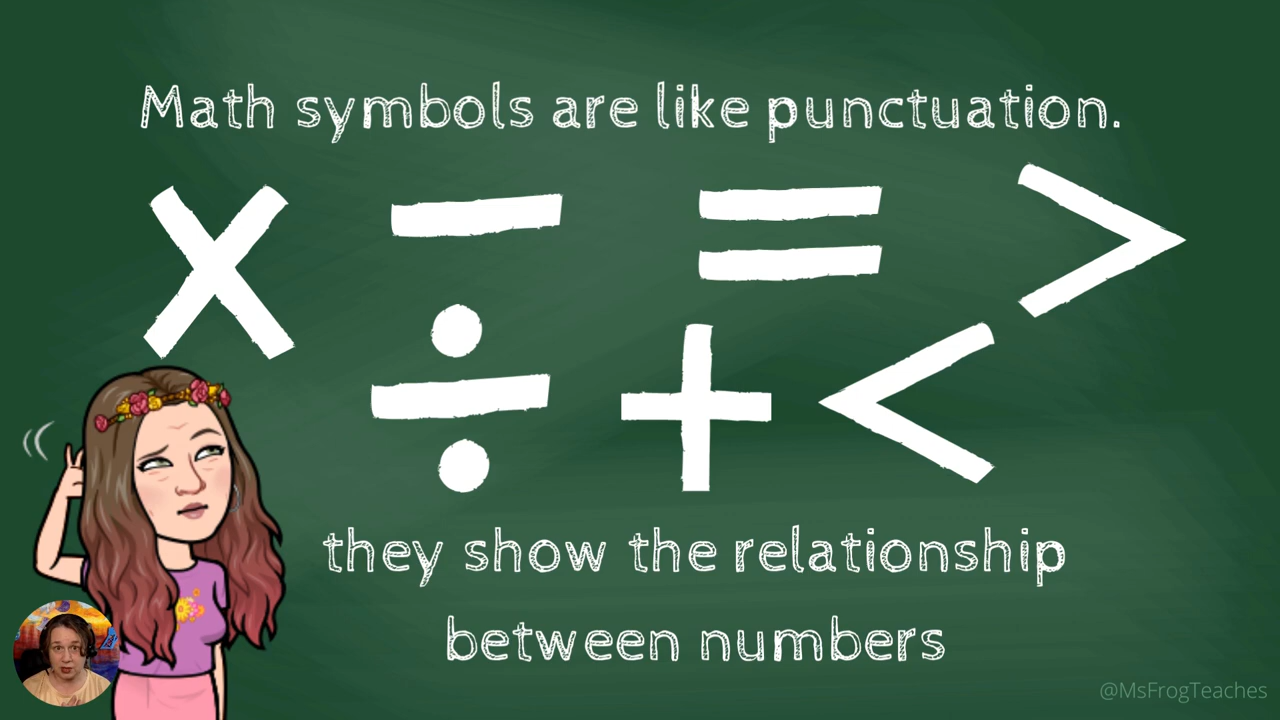 Math symbols are like punctuation.
× − = >
÷ + <
they show the relationship
between numbers
@MsFrogTeaches